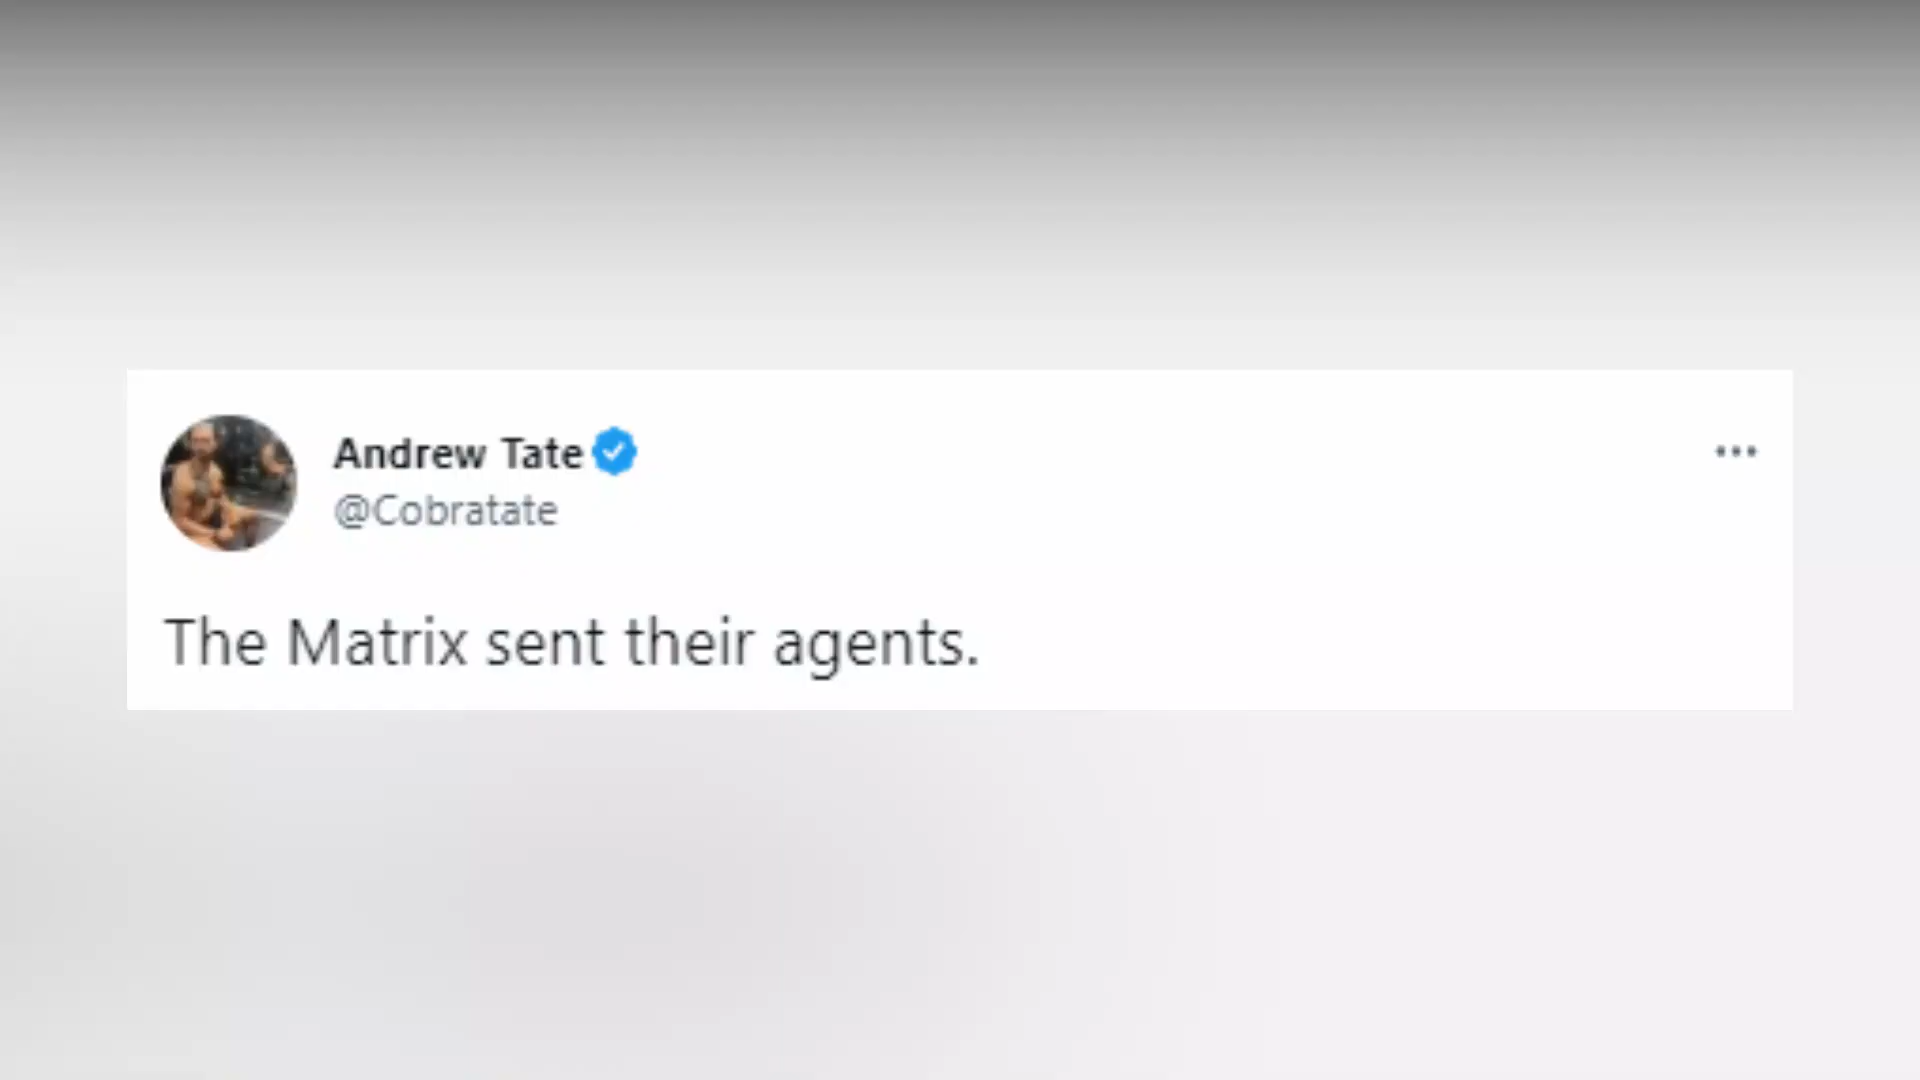 Andrew Tate
@Cobratate
The Matrix sent their agents.